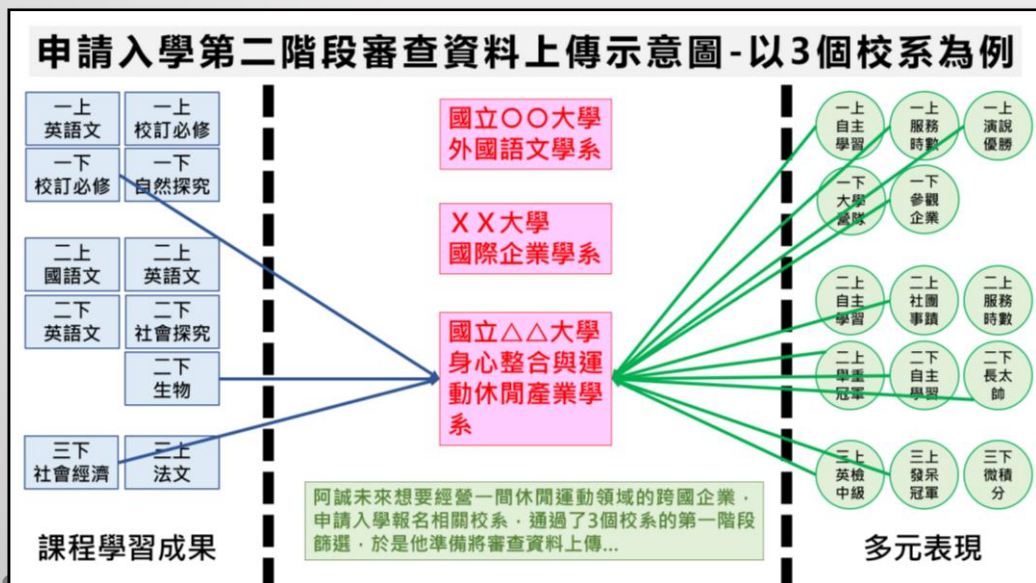 申請入學第二階段審查資料上傳示意圖-以3個校系為例
一上
英語文
一上
校訂必修
一下
校訂必修
一下
自然探究
二上
國語文
二上
英語文
二下
英語文
二下
社會探究
二下
生物
三下
社會經濟
三上
法文
課程學習成果
國立〇〇大學
外國語文學系
ＸＸ大學
國際企業學系
國立△△大學
身心整合與運
動休閒產業學
系
阿誠未來想要經營一間休閒運動領域的跨國企業，
申請入學報名相關校系，通過了3個校系的第一階段
篩選，於是他準備將審查資料上傳...
一上
自主
學習
一上
服務
時數
一上
演說
優勝
一下
大學
營隊
一下
參觀
企業
二上
自主
學習
二上
社團
事蹟
二上
服務
時數
二上
舉重
冠軍
二下
自主
學習
二下
長太
帥
三上
英檢
中級
三上
發呆
冠軍
三下
微積
分
多元表現